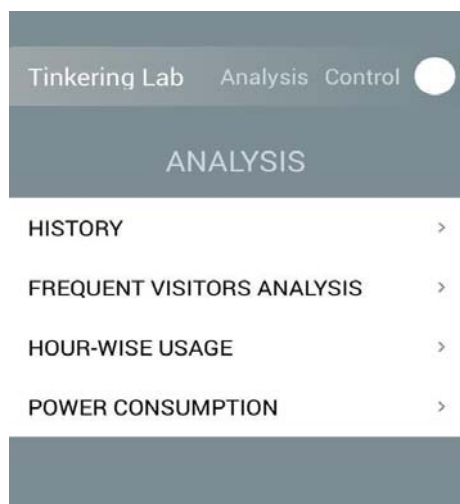 Tinkering Lab Analysis Control
ANALYSIS
HISTORY >
FREQUENT VISITORS ANALYSIS >
HOUR-WISE USAGE >
POWER CONSUMPTION >